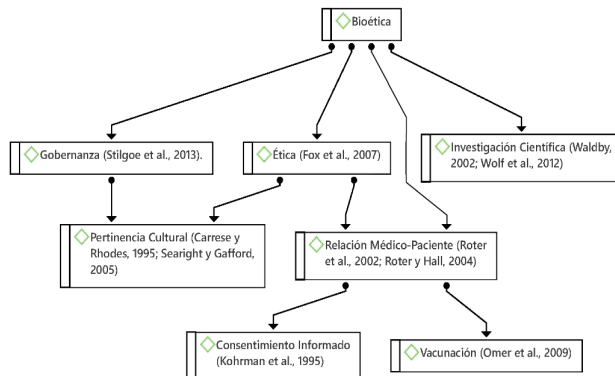 Bioética
Gobernanza (Stilgoe et al., 2013).
Ética (Fox et al., 2007)
Investigación Científica (Waldby,
2002; Wolf et al., 2012)
Pertinencia Cultural (Carrese y
Rhodes, 1995; Searight y Gafford,
2005)
Relación Médico-Paciente (Roter
et al., 2002; Roter y Hall, 2004)
Consentimiento Informado
(Kohrman et al., 1995)
Vacunación (Omer et al., 2009)